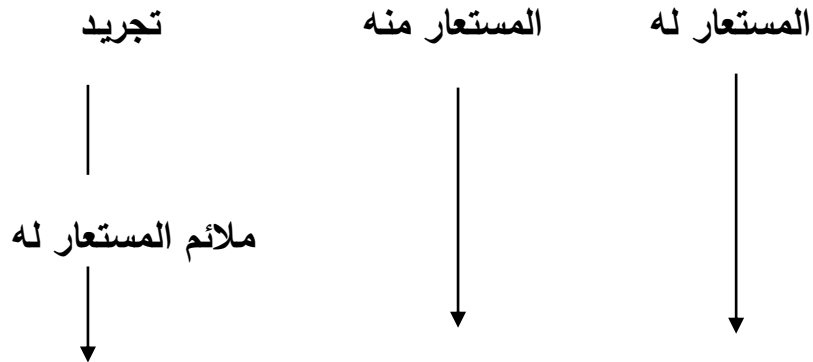 المستعار له المستعار منه تجريد
ملائم المستعار له